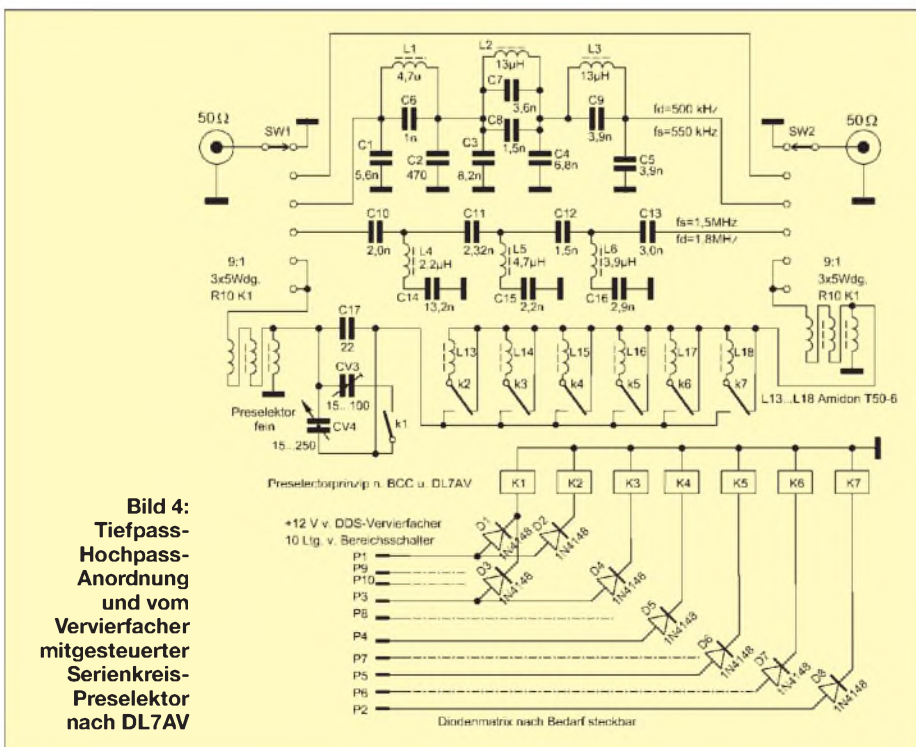 L1
4,7u
C6
1n
L2
13µH
C7
3,6n
C8
1,5n
L3
13µH
C9
3,9n
fd=500 kHz
fs=550 kHz
50Ω
SW1
50Ω
SW2
C1
5,6n
C2
470
C3
8,2n
C4
6,8n
C5
3,9n
C10
2,0n
C11
2,32n
C12
1,5n
C13
3,0n
fs=1,5MHz
fd=1,8MHz
L4
2,2µH
L5
4,7µH
L6
3,9µH
C14
13,2n
C15
2,2n
C16
2,9n
9:1
3x5Wdg.
R10 K1
9:1
3x5Wdg.
R10 K1
C17
22
CV3
15...100
CV4
15...250
k1
Preselektor
fein
L13
L14
L15
L16
L17
L18
k2
k3
k4
k5
k6
k7
L13...L18 Amidon T50-6
Preselectorprinzip n. BCC u. DL7AV
K1
K2
K3
K4
K5
K6
K7
+12 V v. DDS-Vervierfacher
10 Ltg. v. Bereichsschalter
D1
1N4148
D2
1N4148
D3
1N4148
D4
1N4148
D5
1N4148
D6
1N4148
D7
1N4148
D8
1N4148
P1
P9
P10
P3
P8
P4
P7
P5
P6
P2
Diodenmatrix nach Bedarf steckbar
Bild 4:
Tiefpass-
Hochpass-
Anordnung
und vom
Vervierfacher
mitgesteuerter
Serienkreis-
Preselektor
nach DL7AV